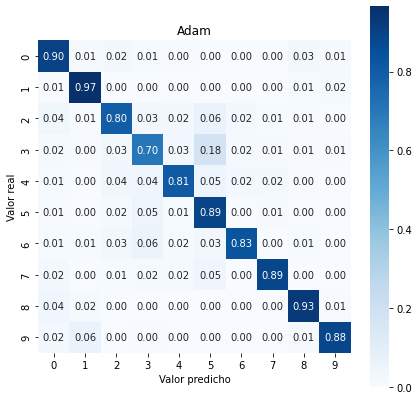 Adam
0 0.90 0.01 0.02 0.01 0.00 0.00 0.00 0.00 0.03 0.01
1 0.01 0.97 0.00 0.00 0.00 0.00 0.00 0.00 0.01 0.02
2 0.04 0.01 0.80 0.03 0.02 0.06 0.02 0.01 0.01 0.00
3 0.02 0.00 0.03 0.70 0.03 0.18 0.02 0.01 0.01 0.01
4 0.01 0.00 0.04 0.04 0.81 0.05 0.02 0.02 0.00 0.00
5 0.01 0.00 0.02 0.05 0.01 0.89 0.00 0.01 0.00 0.00
6 0.01 0.01 0.03 0.06 0.02 0.03 0.83 0.00 0.01 0.00
7 0.02 0.00 0.01 0.02 0.02 0.05 0.00 0.89 0.00 0.00
8 0.04 0.02 0.00 0.00 0.00 0.00 0.00 0.00 0.93 0.01
9 0.02 0.06 0.00 0.00 0.00 0.00 0.00 0.00 0.01 0.88
0 1 2 3 4 5 6 7 8 9
Valor predicho
Valor real
0.8
0.6
0.4
0.2
0.0